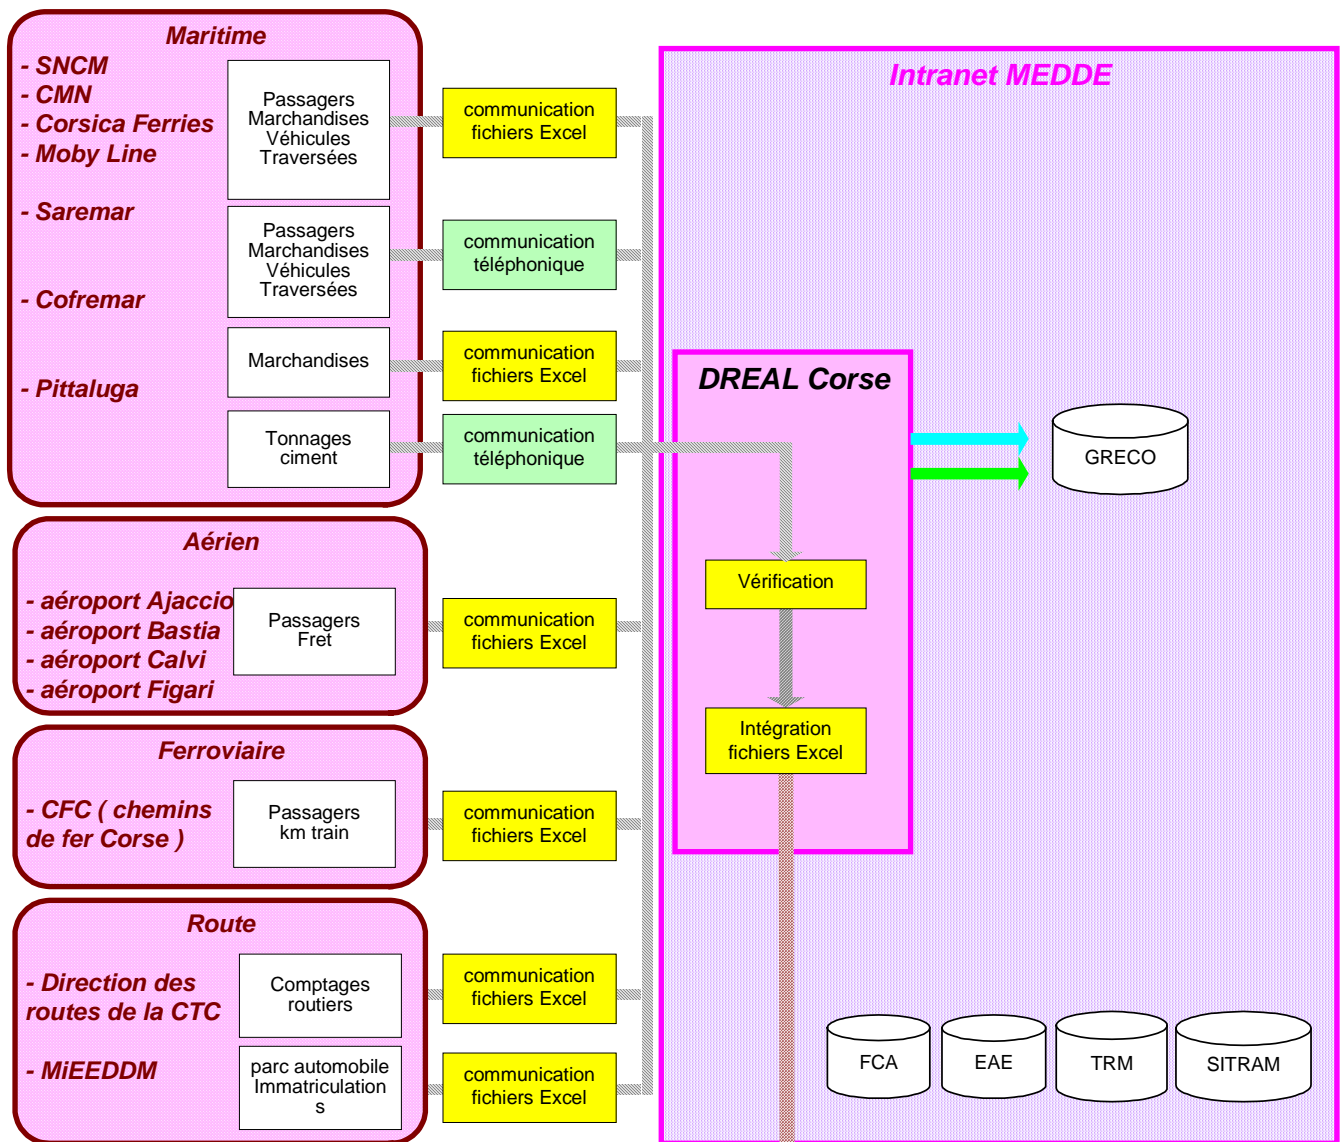 Maritime
- SNCM
- CMN
- Corsica Ferries
- Moby Line
- Saremar
- Cofremar
- Pittaluga
Passagers
Marchandises
Véhicules
Traversées
communication
fichiers Excel
Passagers
Marchandises
Véhicules
Traversées
communication
téléphonique
Marchandises
communication
fichiers Excel
Tonnages
ciment
communication
téléphonique
Aérien
- aéroport Ajaccio
- aéroport Bastia
- aéroport Calvi
- aéroport Figari
Passagers
Fret
communication
fichiers Excel
Ferroviaire
- CFC ( chemins
de fer Corse )
Passagers
km train
communication
fichiers Excel
Route
- Direction des
routes de la CTC
- MiEEDDM
Comptages
routiers
communication
fichiers Excel
parc automobile
Immatriculation
s
communication
fichiers Excel
Intranet MEDDE
DREAL Corse
Vérification
Intégration
fichiers Excel
GRECO
FCA
EAE
TRM
SITRAM